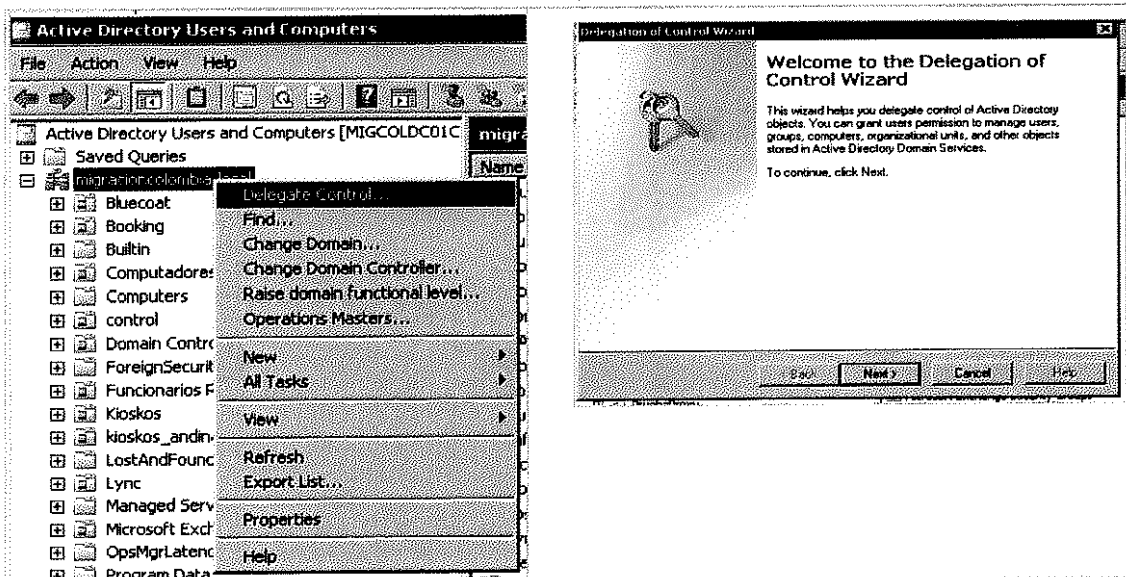 Active Directory Users and Computers
File Action View Help
Active Directory Users and Computers [MIGCOLDC01C
Saved Queries
migracioncolombia.local
Bluecoat
Booking
Builtin
Computadores
Computers
control
Domain Contro
ForeignSecurit
Funcionarios F
Kioskos
kioskos_andin
LostAndFound
Lync
Managed Serv
Microsoft Exch
OpsMgrLatenc
Program Data
migra
Name
Delegate Control...
Find...
Change Domain...
Change Domain Controller...
Raise domain functional level...
Operations Masters...
New
All Tasks
View
Refresh
Export List...
Properties
Help
Delegation of Control Wizard
Welcome to the Delegation of
Control Wizard
This wizard helps you delegate control of Active Directory
objects. You can grant users permission to manage users,
groups, computers, organizational units, and other objects
stored in Active Directory Domain Services.
To continue, click Next.
< Back Next > Cancel Help